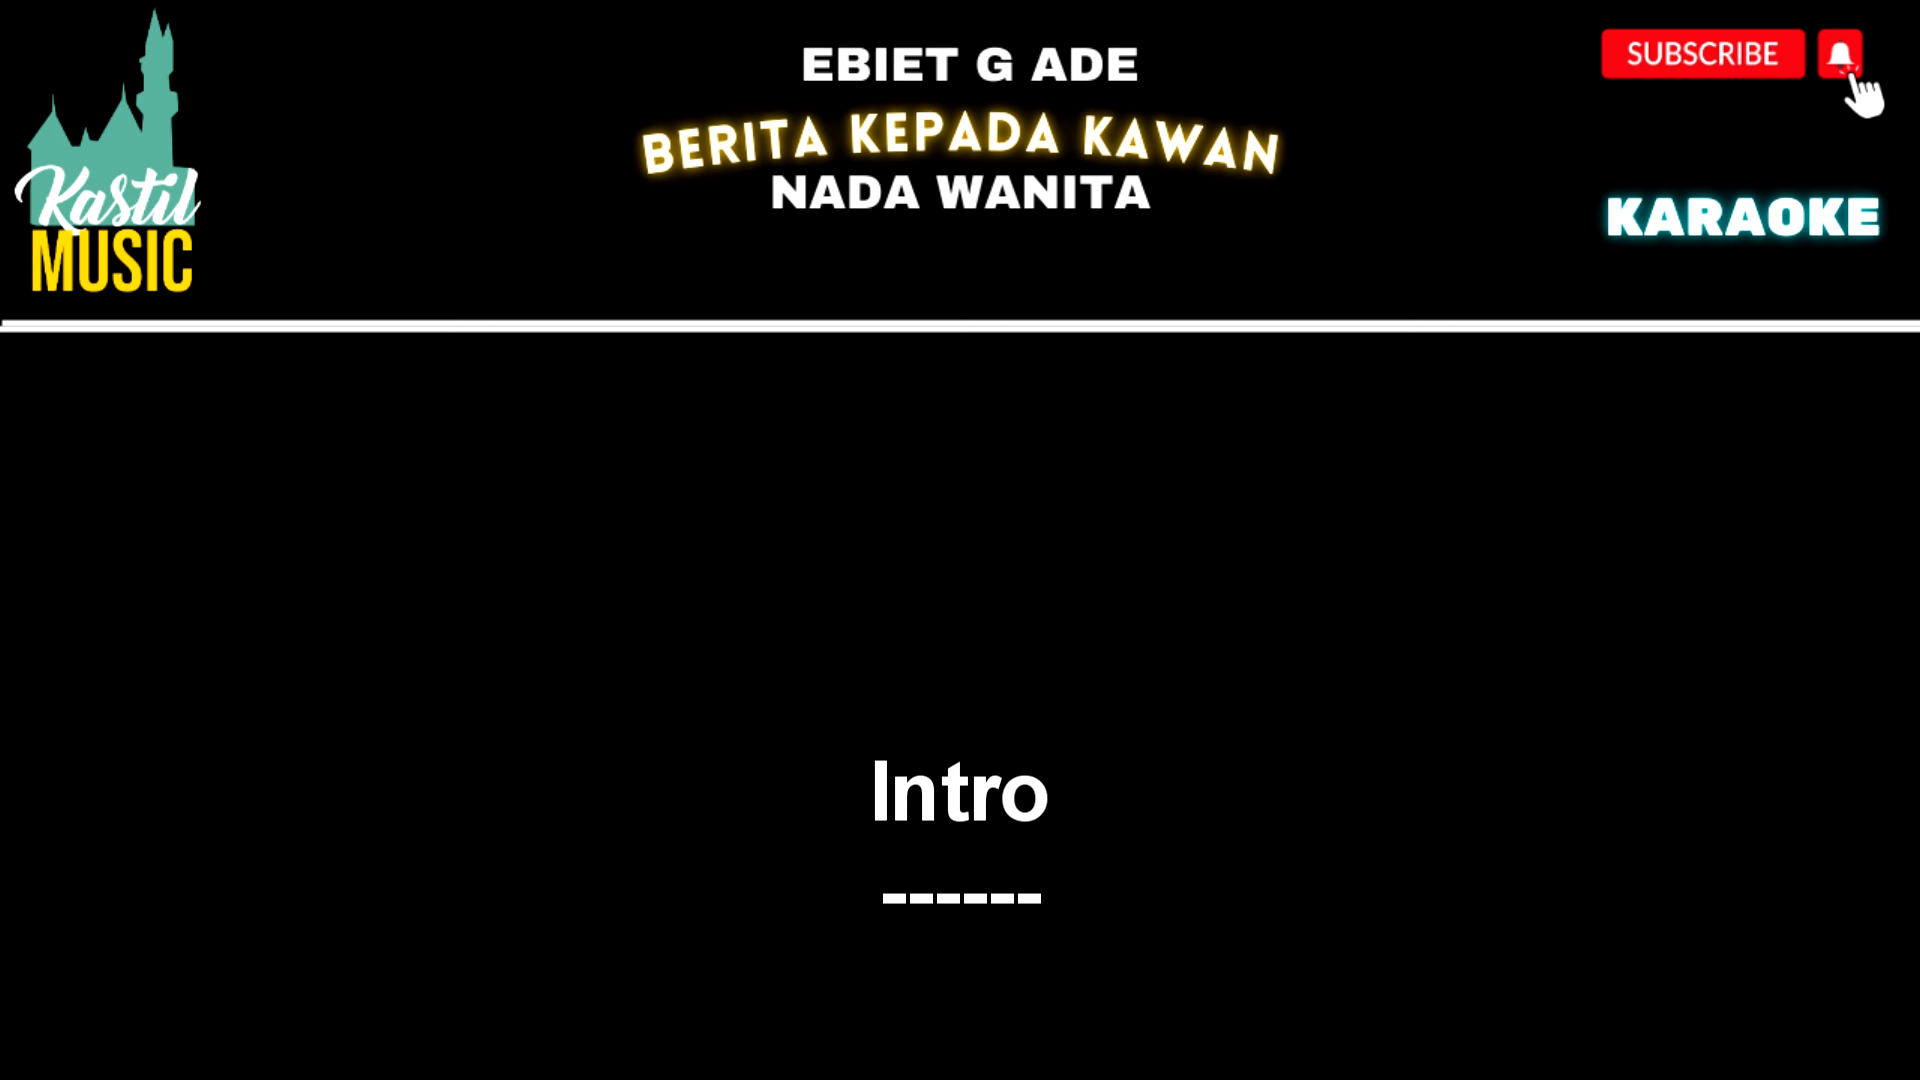 EBIET G ADE
BERITA KEPADA KAWAN
NADA WANITA
Kastil
MUSIC
SUBSCRIBE
KARAOKE
Intro
------